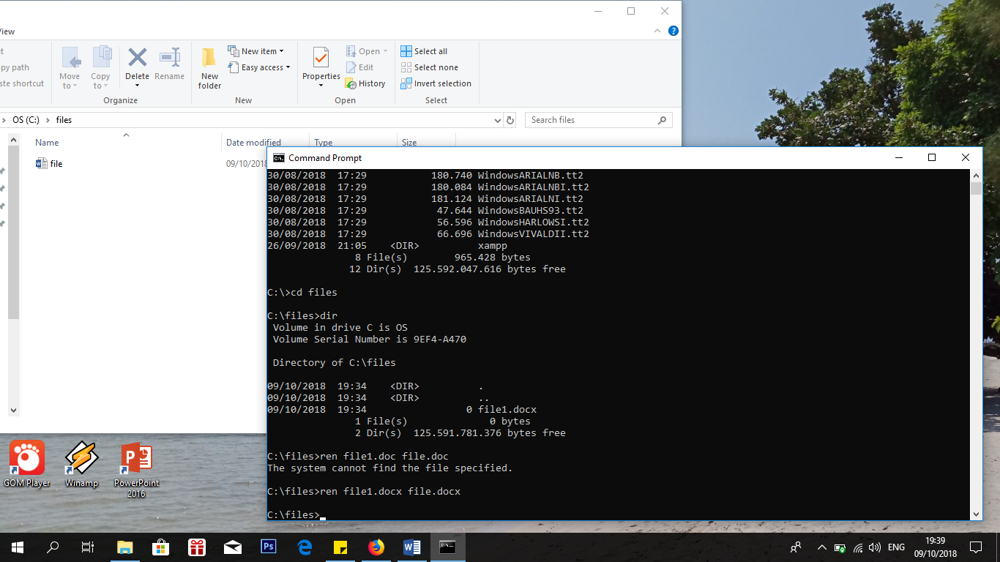 View
New item
Open
Select all
py path
Easy access
Edit
Select none
ste shortcut
Move to
Copy to
Delete
Rename
New folder
Properties
History
Invert selection
Organize
New
Open
Select
OS (C:) > files
Search files
Name
Date modified
Type
Size
file
09/10/2018
Command Prompt
30/08/2018  17:29           180.740 WindowsARIALNB.tt2
30/08/2018  17:29           180.084 WindowsARIALNBI.tt2
30/08/2018  17:29           181.124 WindowsARIALNI.tt2
30/08/2018  17:29            47.644 WindowsBAUHS93.tt2
30/08/2018  17:29            56.596 WindowsHARLOWSI.tt2
30/08/2018  17:29            66.696 WindowsVIVALDII.tt2
26/09/2018  21:05    <DIR>          xampp
8 File(s)        965.428 bytes
12 Dir(s)  125.592.047.616 bytes free
C:\>cd files
C:\files>dir
Volume in drive C is OS
Volume Serial Number is 9EF4-A470
Directory of C:\files
09/10/2018  19:34    <DIR>          .
09/10/2018  19:34    <DIR>          ..
09/10/2018  19:34                 0 file1.docx
1 File(s)              0 bytes
2 Dir(s)  125.591.781.376 bytes free
C:\files>ren file1.doc file.doc
The system cannot find the file specified.
C:\files>ren file1.docx file.docx
C:\files>
GOM Player
Winamp
PowerPoint
2016
Ps
ENG
19:39
09/10/2018